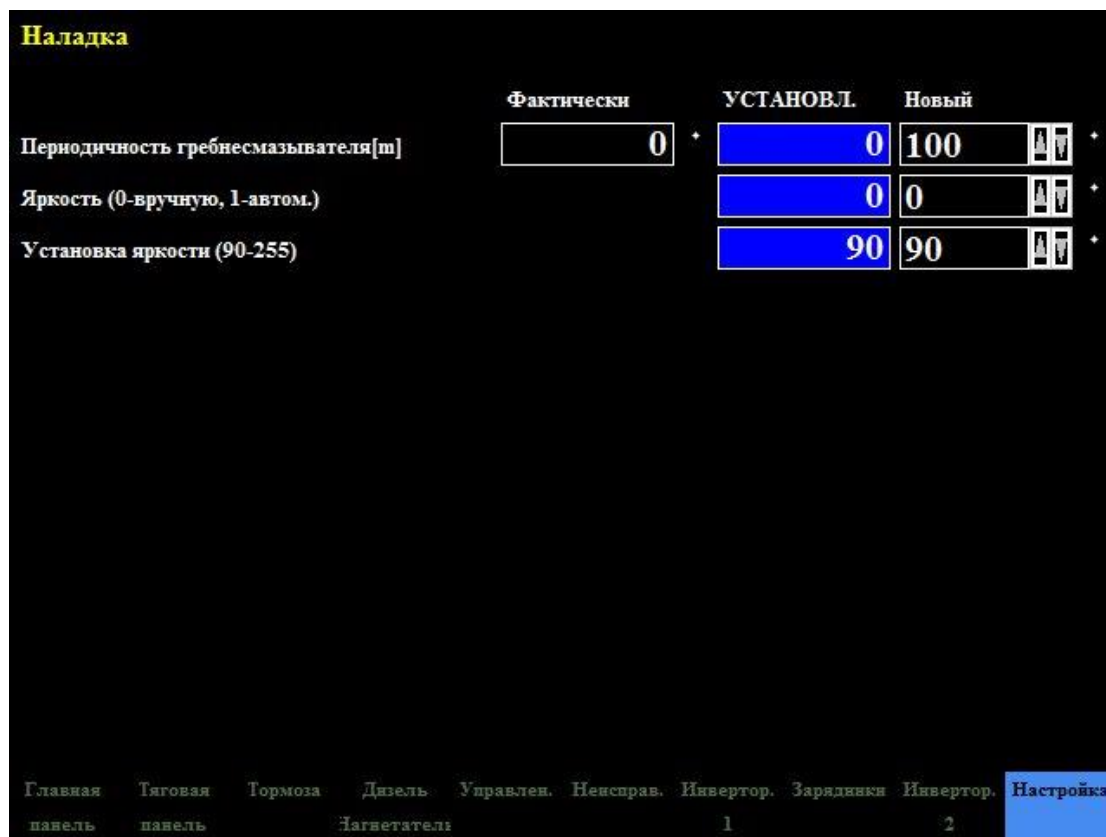 Наладка
Фактически УСТАНОВЛ. Новый
Периодичность гребнесмазывателя[m] 0 0 100
Яркость (0-вручную, 1-автом.) 0 0
Установка яркости (90-255) 90 90
Главная Тяговая Тормоза Дизель Управлен. Неисправ. Инвертор. Зарядники Инвертор. Настройка
панель панель Нагнетатель 1 2